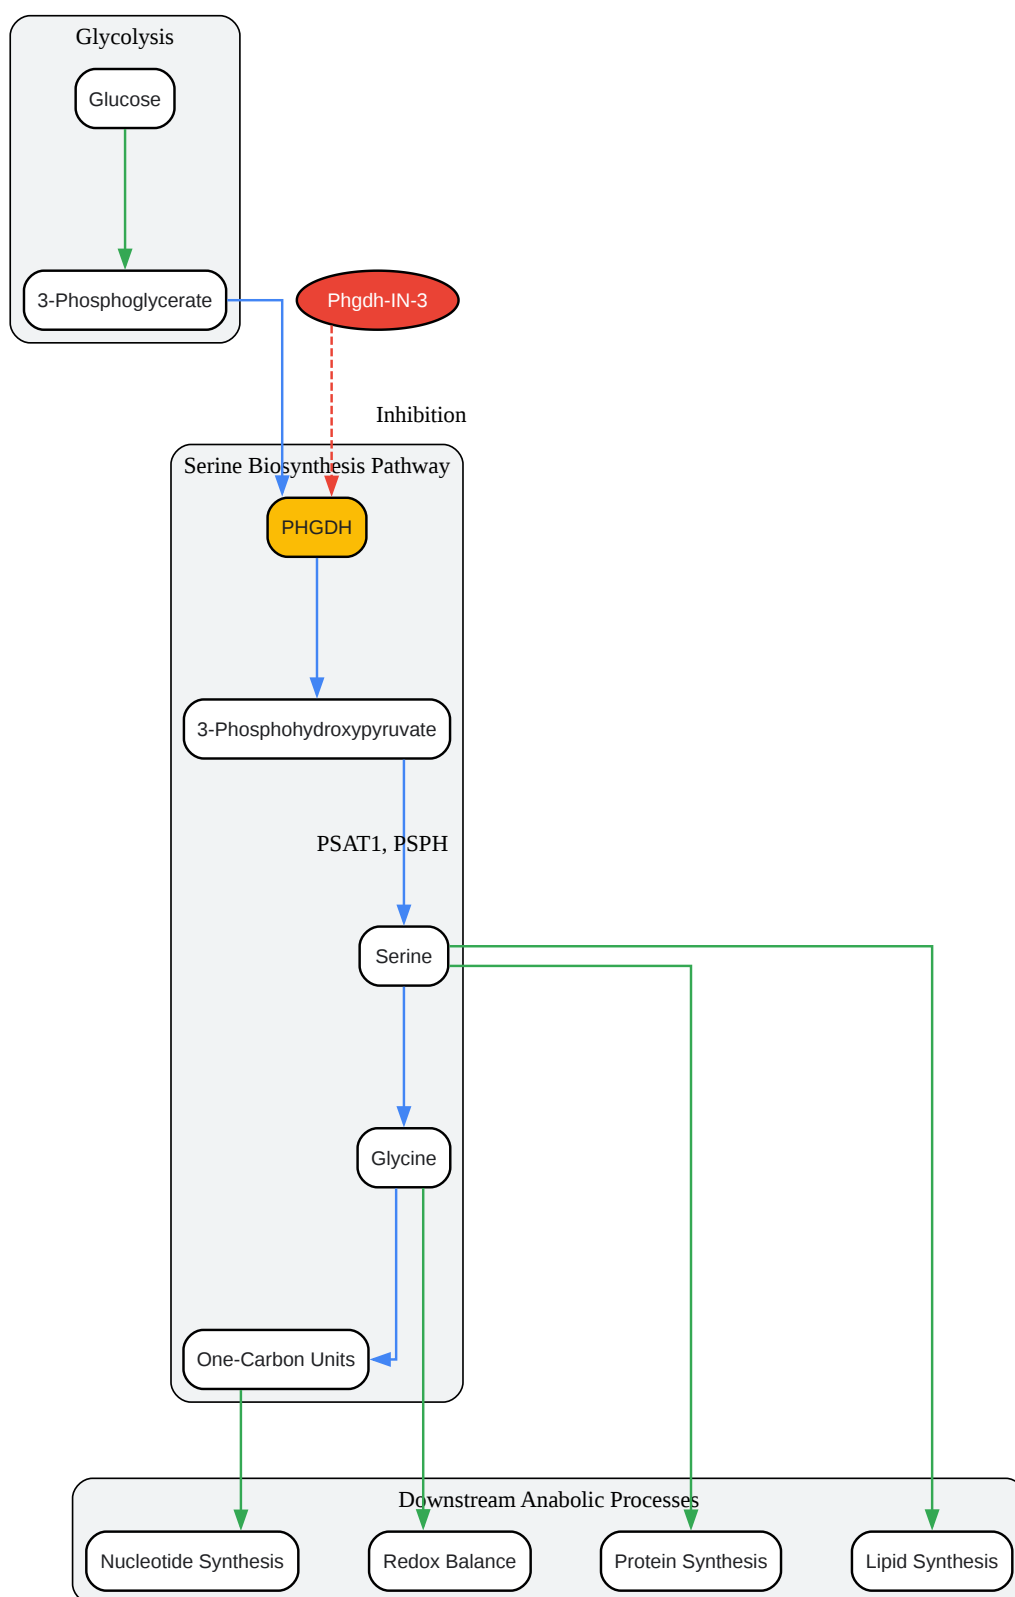 Glycolysis
Glucose
3-Phosphoglycerate
Phgdh-IN-3
Inhibition
Serine Biosynthesis Pathway
PHGDH
3-Phosphohydroxypyruvate
PSAT1, PSPH
Serine
Glycine
One-Carbon Units
Downstream Anabolic Processes
Nucleotide Synthesis
Redox Balance
Protein Synthesis
Lipid Synthesis